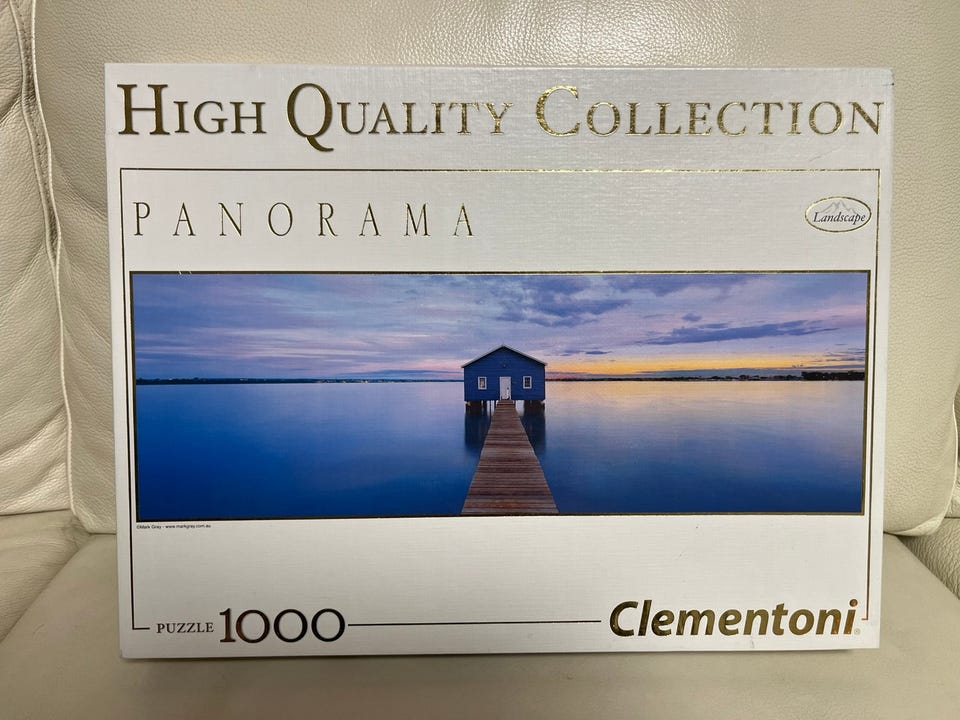 HIGH QUALITY COLLECTION
PANORAMA
Landscape
©Mark Gray - www.markgray.com.au
PUZZLE 1000
Clementoni®